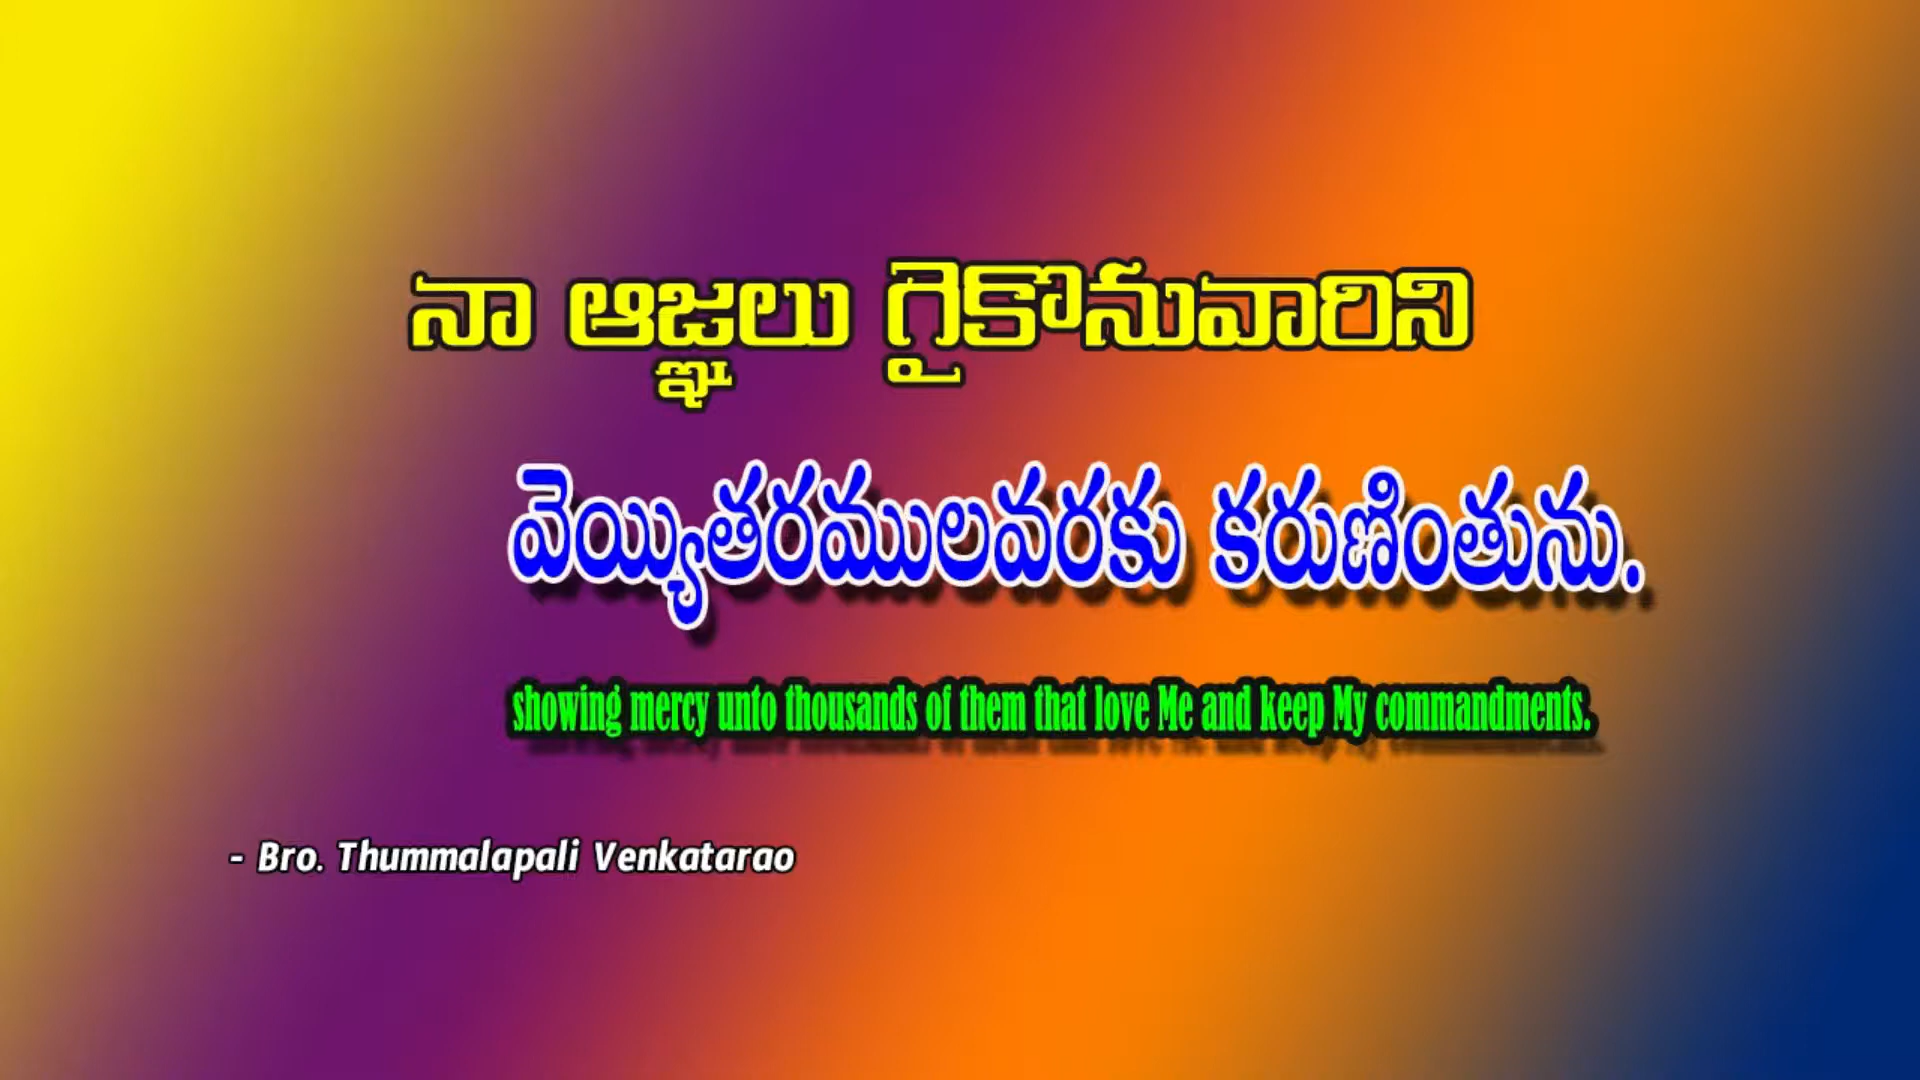 నా ఆజ్ఞలు గైకొనువారిని
వెయ్యితరములవరకు కరుణింతును.
showing mercy unto thousands of them that love Me and keep My commandments.
- Bro. Thummalapali Venkatarao